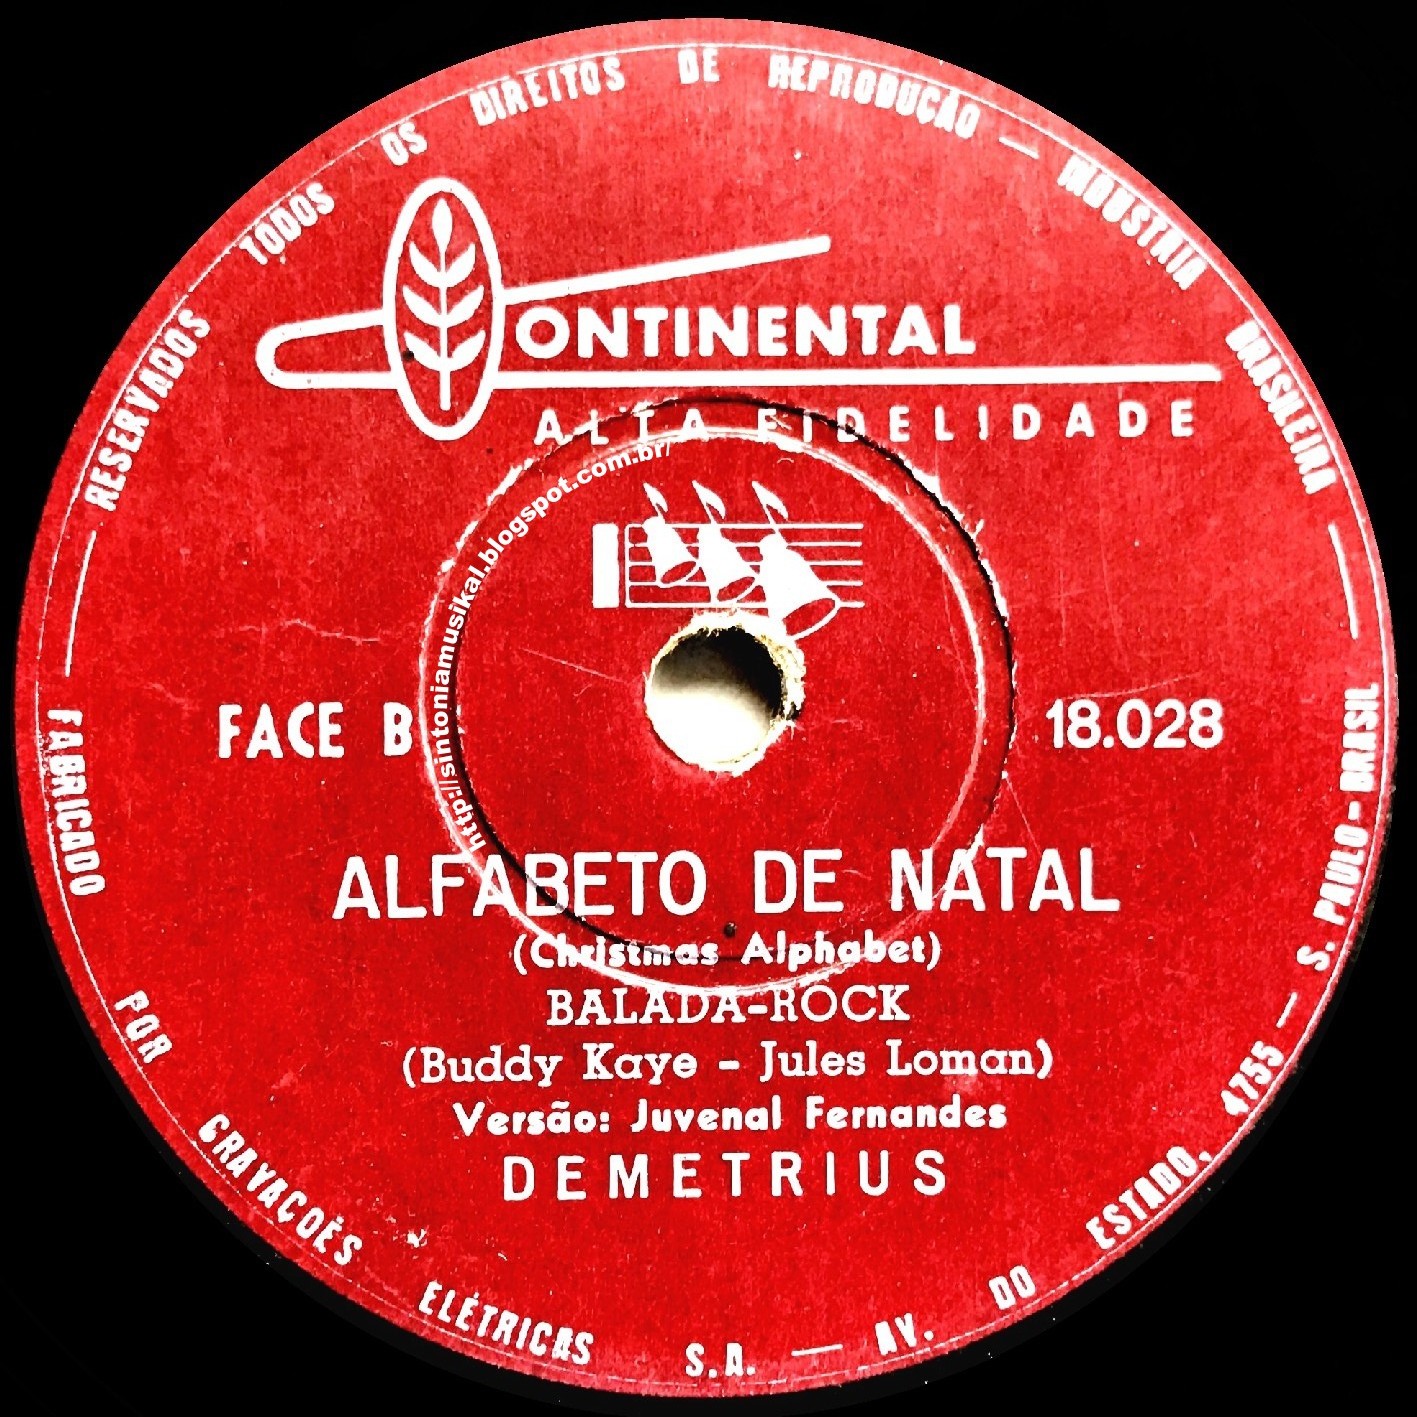 RESERVADOS TODOS OS DIREITOS DE REPRODUÇÃO — INDUSTRIA BRASILEIRA —
CONTINENTAL
ALTA FIDELIDADE
http://sintoniamusikal.blogspot.com.br/
FACE B
18.028
ALFABETO DE NATAL
(Christmas Alphabet)
BALADA-ROCK
(Buddy Kaye - Jules Loman)
Versão: Juvenal Fernandes
DEMETRIUS
FABRICADO POR GRAVAÇOÊS ELÉTRICAS S.A. — AV. DO ESTADO, 4755 — S. PAULO - BRASIL